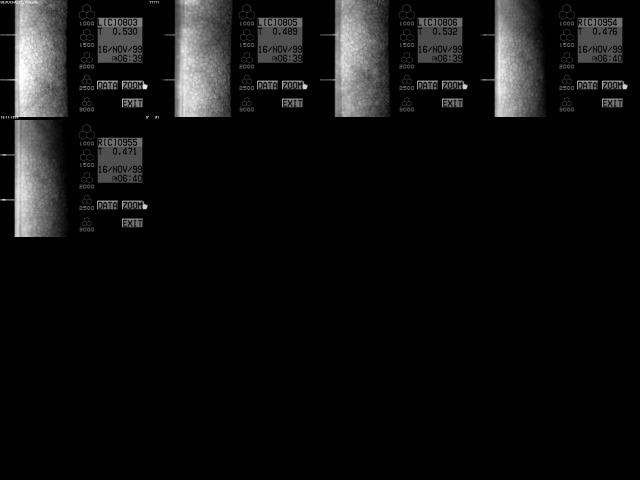 L[C]0803
T 0.530
16/NOV/99
PM06:39
1000
1500
2000
2500
3000
DATA ZOOM
EXIT
L[C]0805
T 0.489
16/NOV/99
PM06:39
1000
1500
2000
2500
3000
DATA ZOOM
EXIT
L[C]0806
T 0.532
16/NOV/99
PM06:39
1000
1500
2000
2500
3000
DATA ZOOM
EXIT
R[C]0954
T 0.476
16/NOV/99
PM06:40
1000
1500
2000
2500
3000
DATA ZOOM
EXIT
R[C]0955
T 0.471
16/NOV/99
PM06:40
1000
1500
2000
2500
3000
DATA ZOOM
EXIT